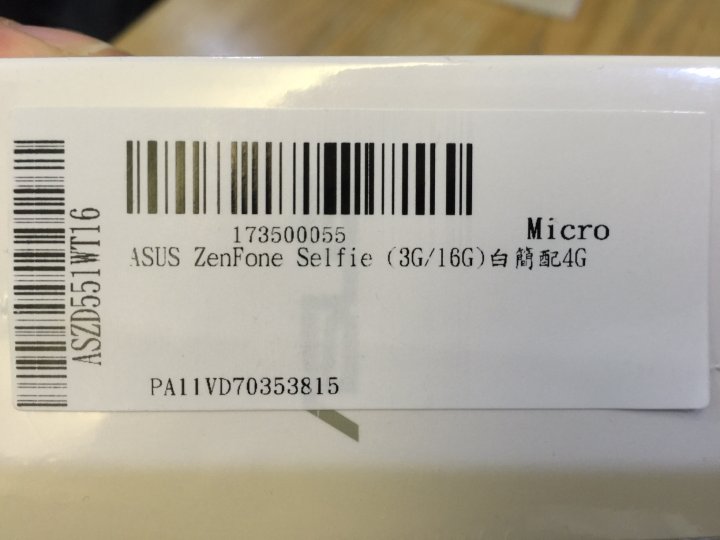 173500055
Micro
ASUS ZenFone Selfie (3G/16G)白簡配4G
PA11VD70353815
ASZD551WT16